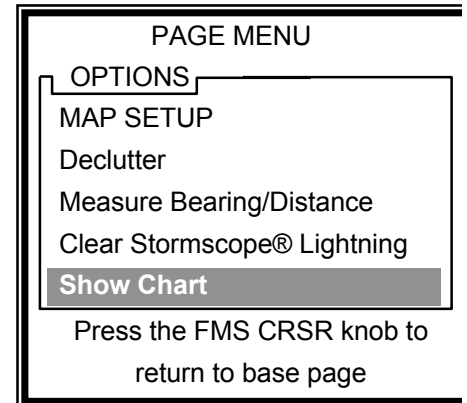 PAGE MENU
OPTIONS
MAP SETUP
Declutter
Measure Bearing/Distance
Clear Stormscope® Lightning
Show Chart
Press the FMS CRSR knob to
return to base page